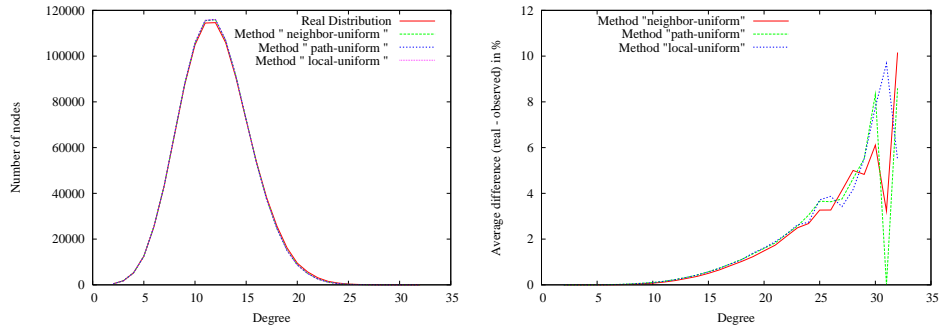 Number of nodes
120000
100000
80000
60000
40000
20000
0
0 5 10 15 20 25 30 35
Degree
Real Distribution
Method " neighbor-uniform "
Method " path-uniform "
Method " local-uniform "
Average difference (real - observed) in %
12
10
8
6
4
2
0
0 5 10 15 20 25 30 35
Degree
Method "neighbor-uniform"
Method "path-uniform"
Method "local-uniform"